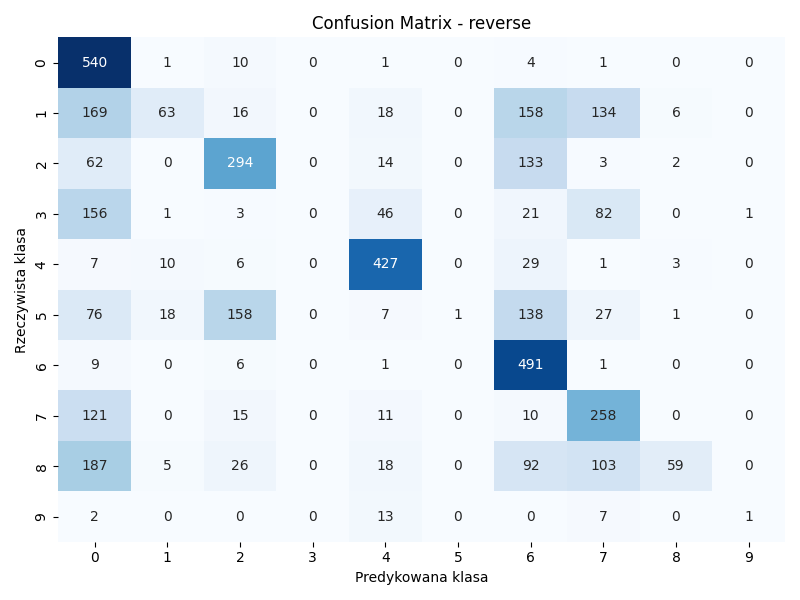 Confusion Matrix - reverse
0 540 1 10 0 1 0 4 1 0 0
1 169 63 16 0 18 0 158 134 6 0
2 62 0 294 0 14 0 133 3 2 0
3 156 1 3 0 46 0 21 82 0 1
4 7 10 6 0 427 0 29 1 3 0
5 76 18 158 0 7 1 138 27 1 0
6 9 0 6 0 1 0 491 1 0 0
7 121 0 15 0 11 0 10 258 0 0
8 187 5 26 0 18 0 92 103 59 0
9 2 0 0 0 13 0 0 7 0 1
0 1 2 3 4 5 6 7 8 9
Rzeczywista klasa
Predykowana klasa